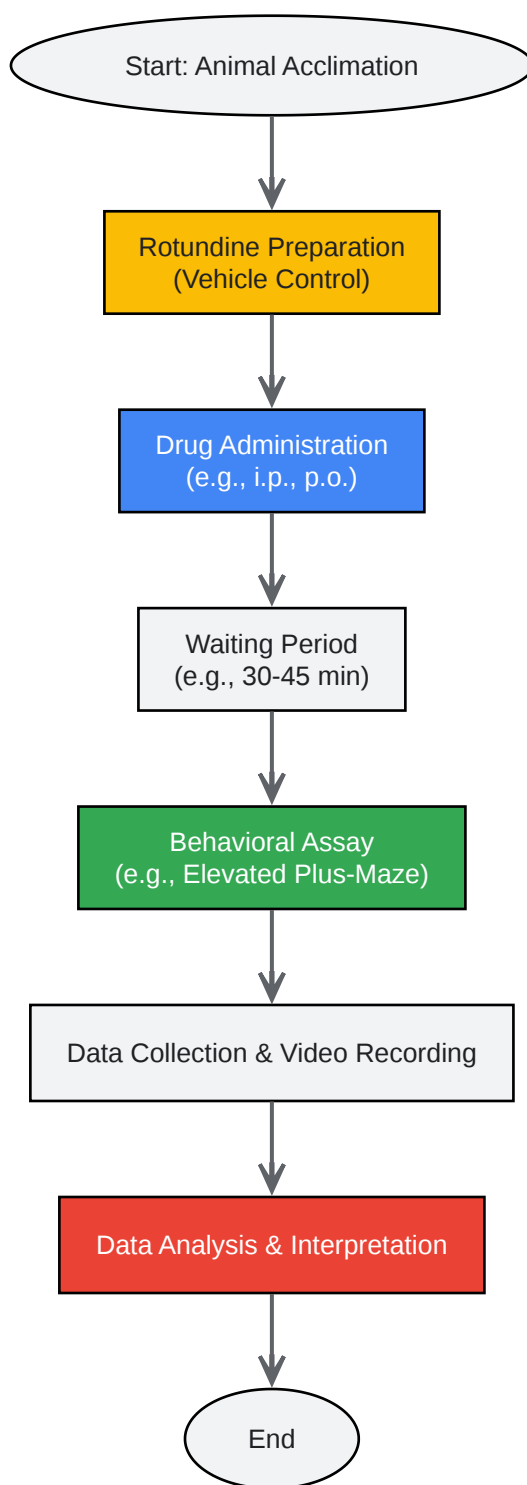 Start: Animal Acclimation
Rotundine Preparation
(Vehicle Control)
Drug Administration
(e.g., i.p., p.o.)
Waiting Period
(e.g., 30-45 min)
Behavioral Assay
(e.g., Elevated Plus-Maze)
Data Collection & Video Recording
Data Analysis & Interpretation
End